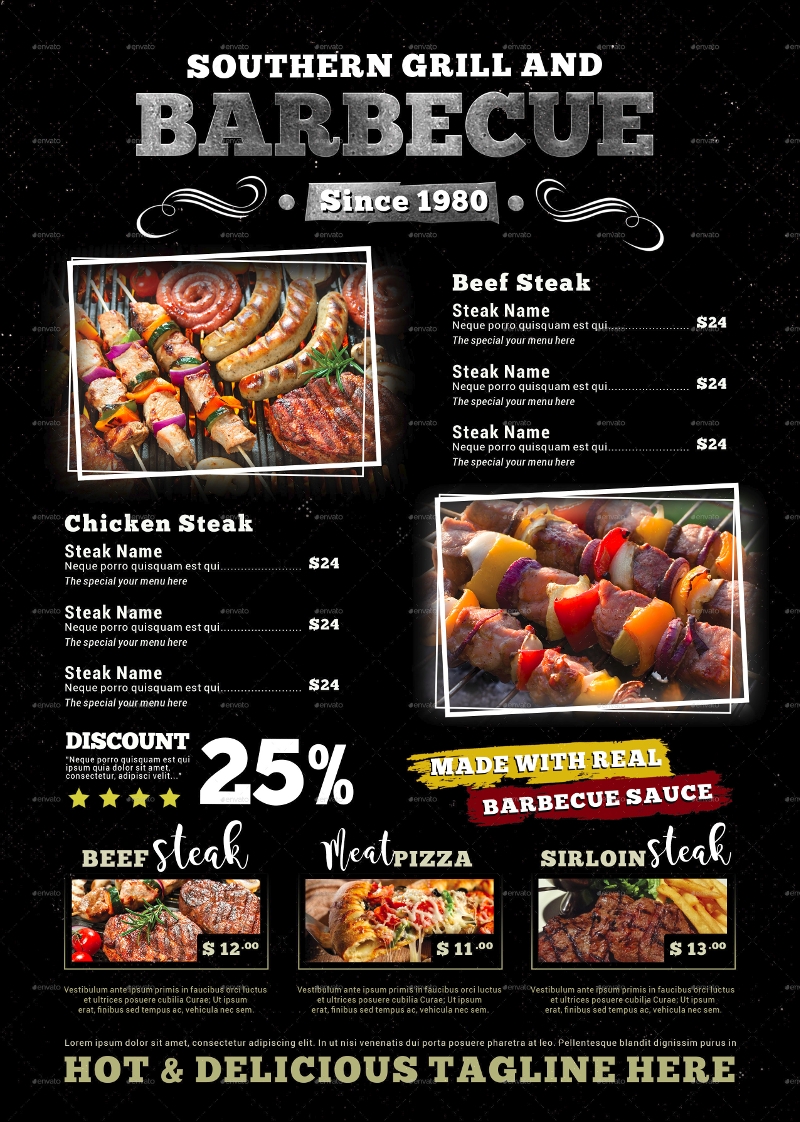 SOUTHERN GRILL AND
BARBECUE
Since 1980
Beef Steak
Steak Name
Neque porro quisquam est qui........................... $24
The special your menu here
Steak Name
Neque porro quisquam est qui........................... $24
The special your menu here
Steak Name
Neque porro quisquam est qui........................... $24
The special your menu here
Chicken Steak
Steak Name
Neque porro quisquam est qui........................... $24
The special your menu here
Steak Name
Neque porro quisquam est qui........................... $24
The special your menu here
Steak Name
Neque porro quisquam est qui........................... $24
The special your menu here
DISCOUNT
"Neque porro quisquam est qui
ipsum quia dolor sit amet,
consectetur, adipisci velit..."
25%
MADE WITH REAL
BARBECUE SAUCE
BEEF steak
$ 12.00
Vestibulum ante ipsum primis in faucibus orci luctus
et ultrices posuere cubilia Curae; Ut ipsum
erat, finibus sed tempus ac, vehicula nec sem.
Meat PIZZA
$ 11.00
Vestibulum ante ipsum primis in faucibus orci luctus
et ultrices posuere cubilia Curae; Ut ipsum
erat, finibus sed tempus ac, vehicula nec sem.
SIRLOIN steak
$ 13.00
Vestibulum ante ipsum primis in faucibus orci luctus
et ultrices posuere cubilia Curae; Ut ipsum
erat, finibus sed tempus ac, vehicula nec sem.
Lorem ipsum dolor sit amet, consectetur adipiscing elit. In ut nisi venenatis dui porta posuere pharetra at leo. Pellentesque blandit dignissim purus in
HOT & DELICIOUS TAGLINE HERE